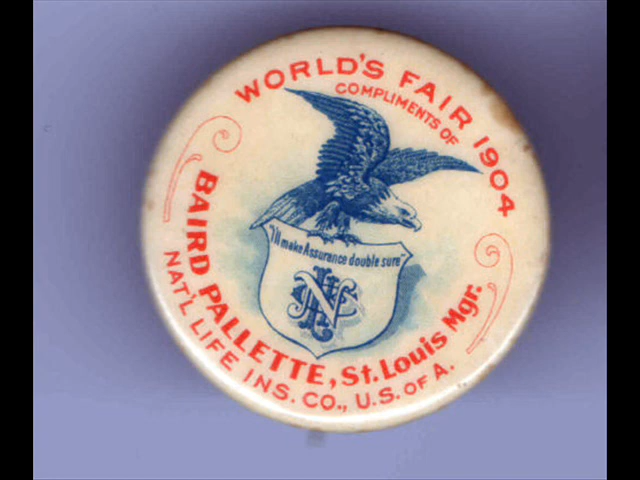 WORLD'S FAIR 1904
COMPLIMENTS OF
"I'll make Assurance double sure"
BAIRD PALLETTE, St. Louis Mgr.
NAT'L LIFE INS. CO., U.S. OF A.